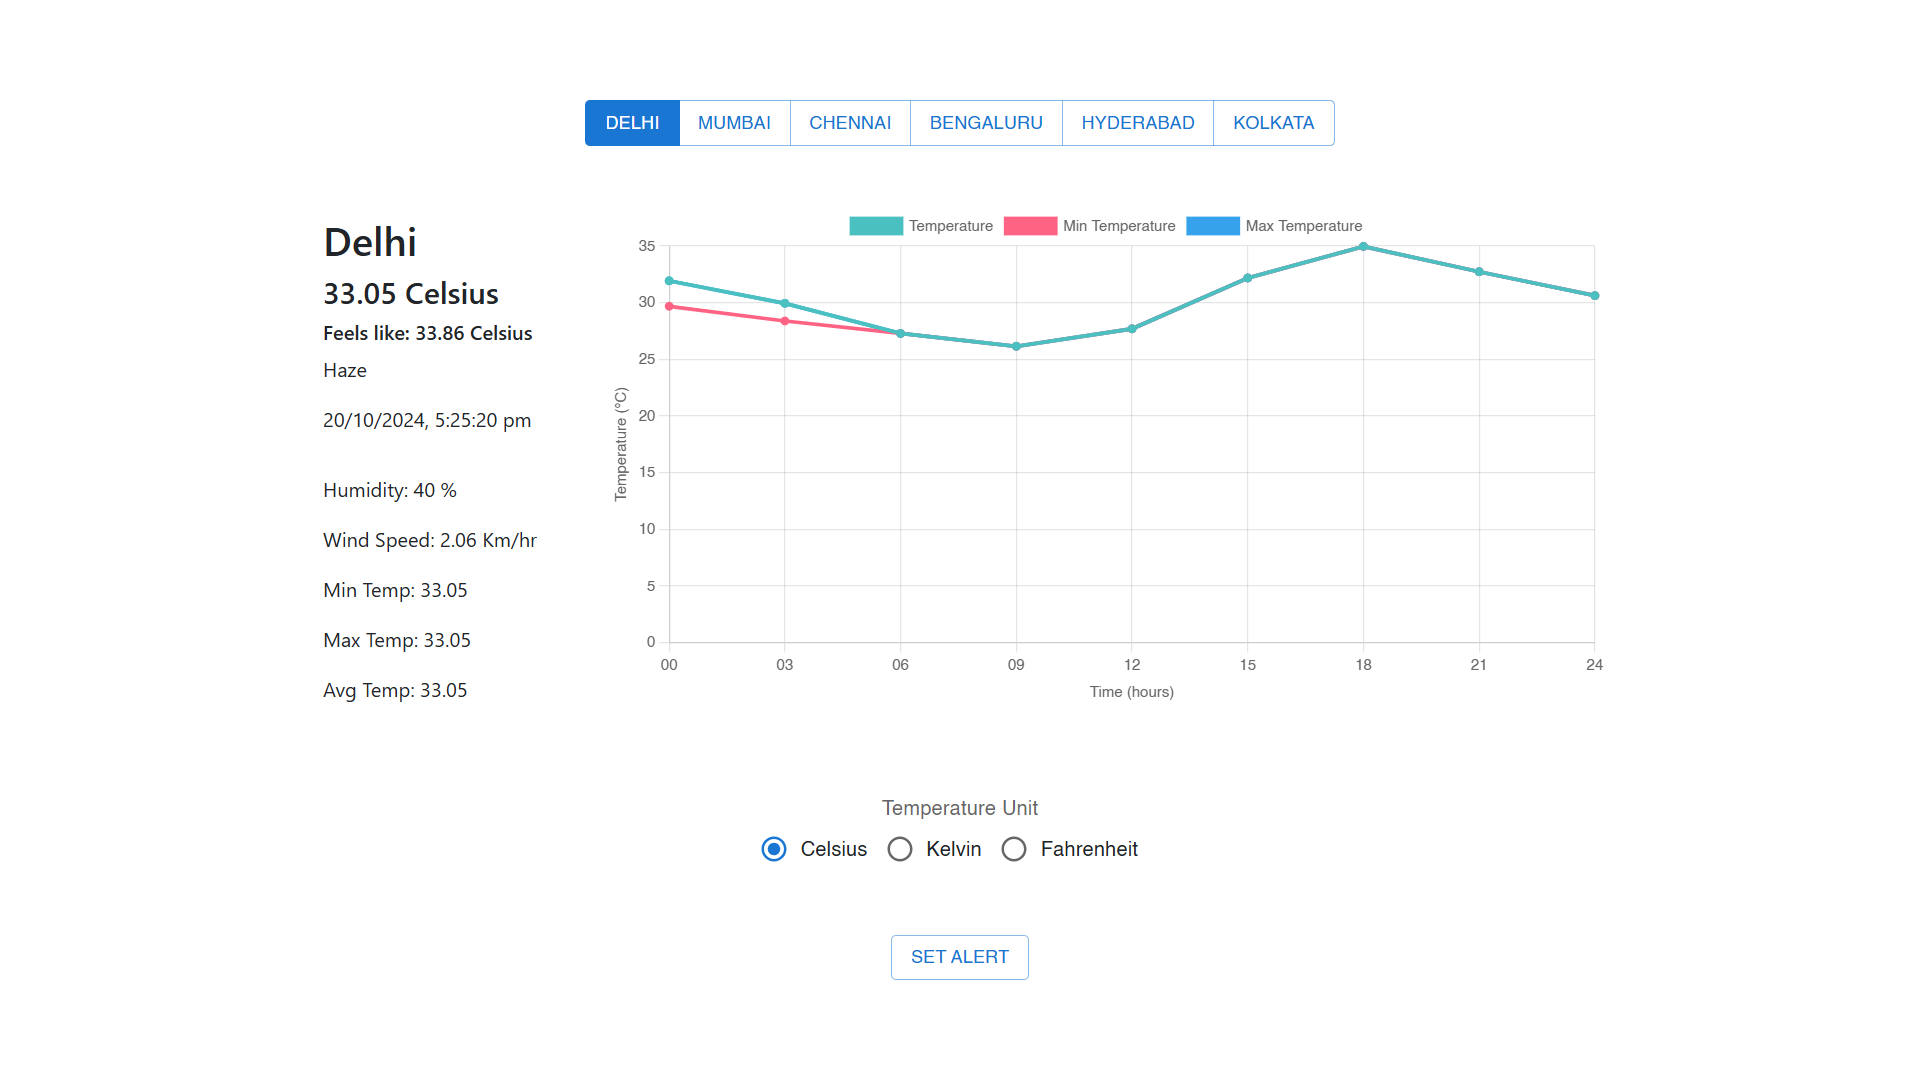 DELHI MUMBAI CHENNAI BENGALURU HYDERABAD KOLKATA
Delhi
33.05 Celsius
Feels like: 33.86 Celsius
Haze
20/10/2024, 5:25:20 pm
Humidity: 40 %
Wind Speed: 2.06 Km/hr
Min Temp: 33.05
Max Temp: 33.05
Avg Temp: 33.05
Temperature Min Temperature Max Temperature
Temperature (°C)
35
30
25
20
15
10
5
0
00 03 06 09 12 15 18 21 24
Time (hours)
Temperature Unit
Celsius Kelvin Fahrenheit
SET ALERT